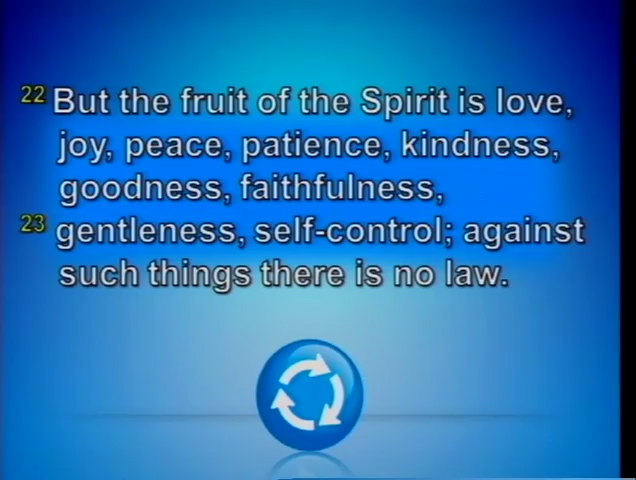 22 But the fruit of the Spirit is love,
joy, peace, patience, kindness,
goodness, faithfulness,
23 gentleness, self-control; against
such things there is no law.